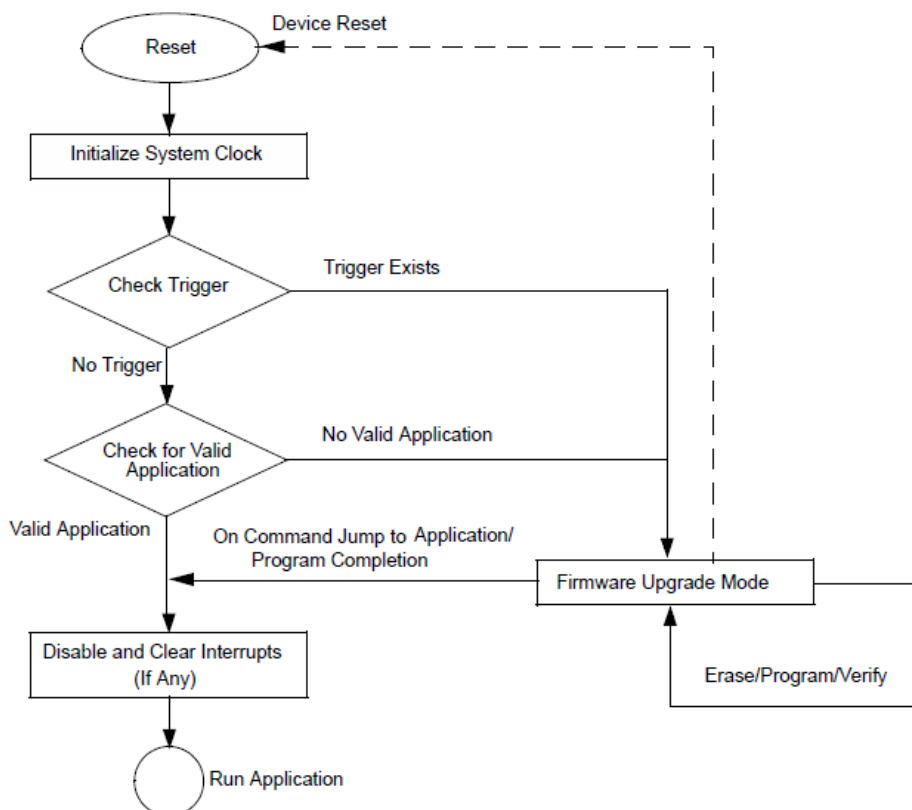 Device Reset
Reset
Initialize System Clock
Check Trigger
Trigger Exists
No Trigger
Check for Valid
Application
No Valid Application
Valid Application
On Command Jump to Application/
Program Completion
Firmware Upgrade Mode
Disable and Clear Interrupts
(If Any)
Erase/Program/Verify
Run Application